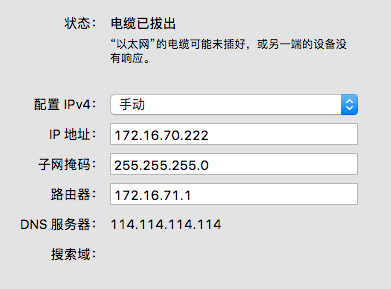 状态： 电缆已拔出
“以太网”的电缆可能未插好，或另一端的设备没
有响应。
配置 IPv4： 手动
IP 地址： 172.16.70.222
子网掩码： 255.255.255.0
路由器： 172.16.71.1
DNS 服务器： 114.114.114.114
搜索域：